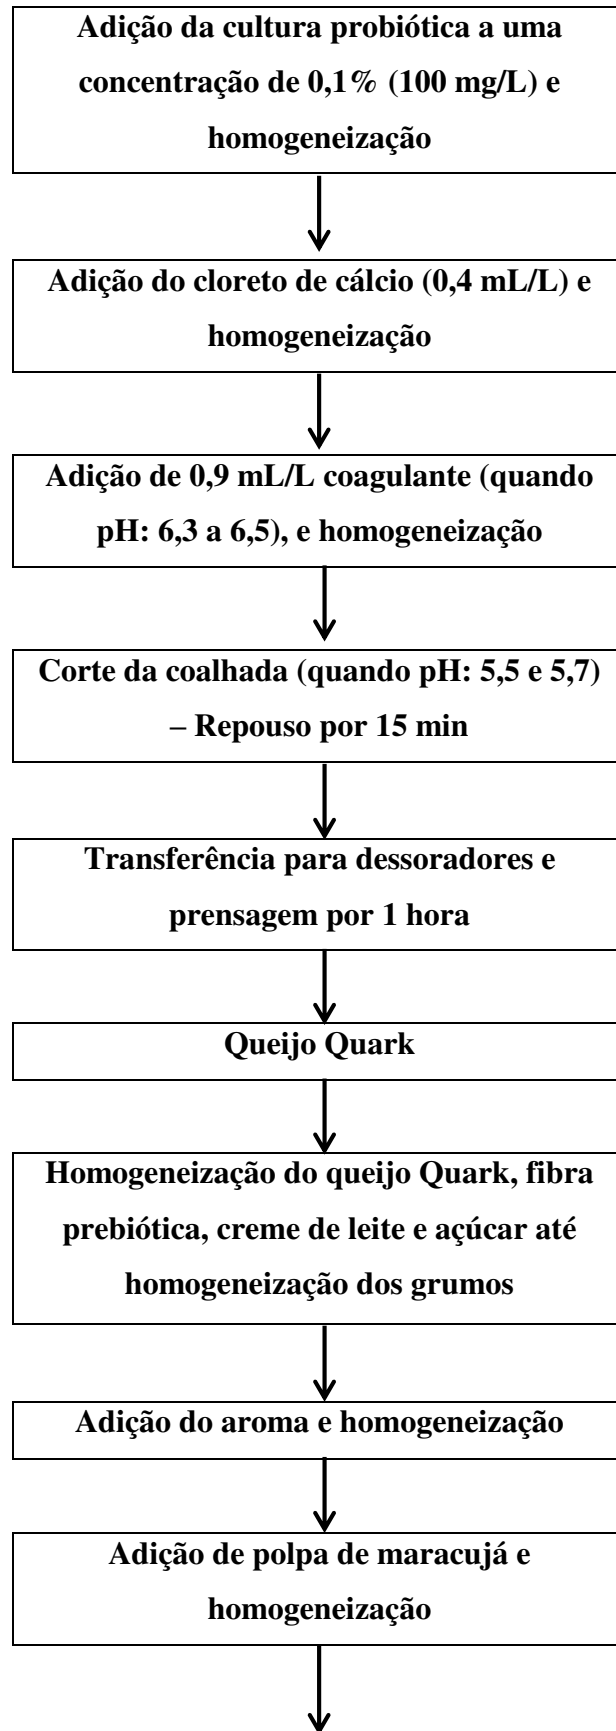 Adição da cultura probiótica a uma
concentração de 0,1% (100 mg/L) e
homogeneização
Adição do cloreto de cálcio (0,4 mL/L) e
homogeneização
Adição de 0,9 mL/L coagulante (quando
pH: 6,3 a 6,5), e homogeneização
Corte da coalhada (quando pH: 5,5 e 5,7)
– Repouso por 15 min
Transferência para dessoradores e
prensagem por 1 hora
Queijo Quark
Homogeneização do queijo Quark, fibra
prebiótica, creme de leite e açúcar até
homogeneização dos grumos
Adição do aroma e homogeneização
Adição de polpa de maracujá e
homogeneização